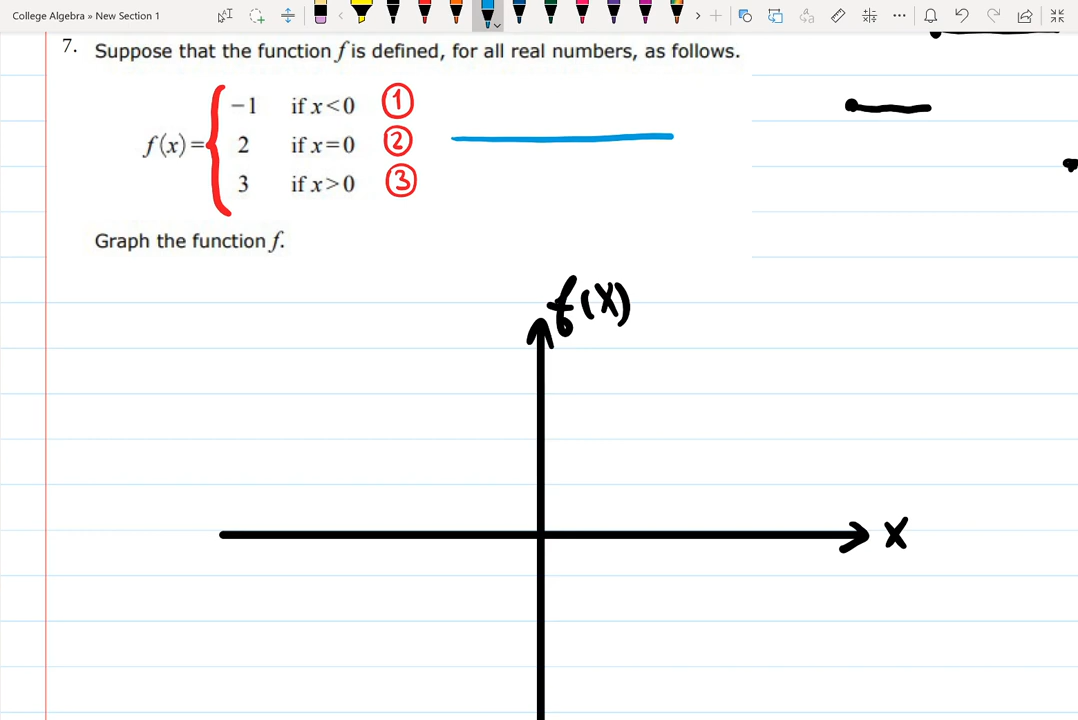 College Algebra » New Section 1
7. Suppose that the function f is defined, for all real numbers, as follows.
f(x) =
−1 if x < 0 ①
2 if x = 0 ②
3 if x > 0 ③
Graph the function f.
f(x)
x